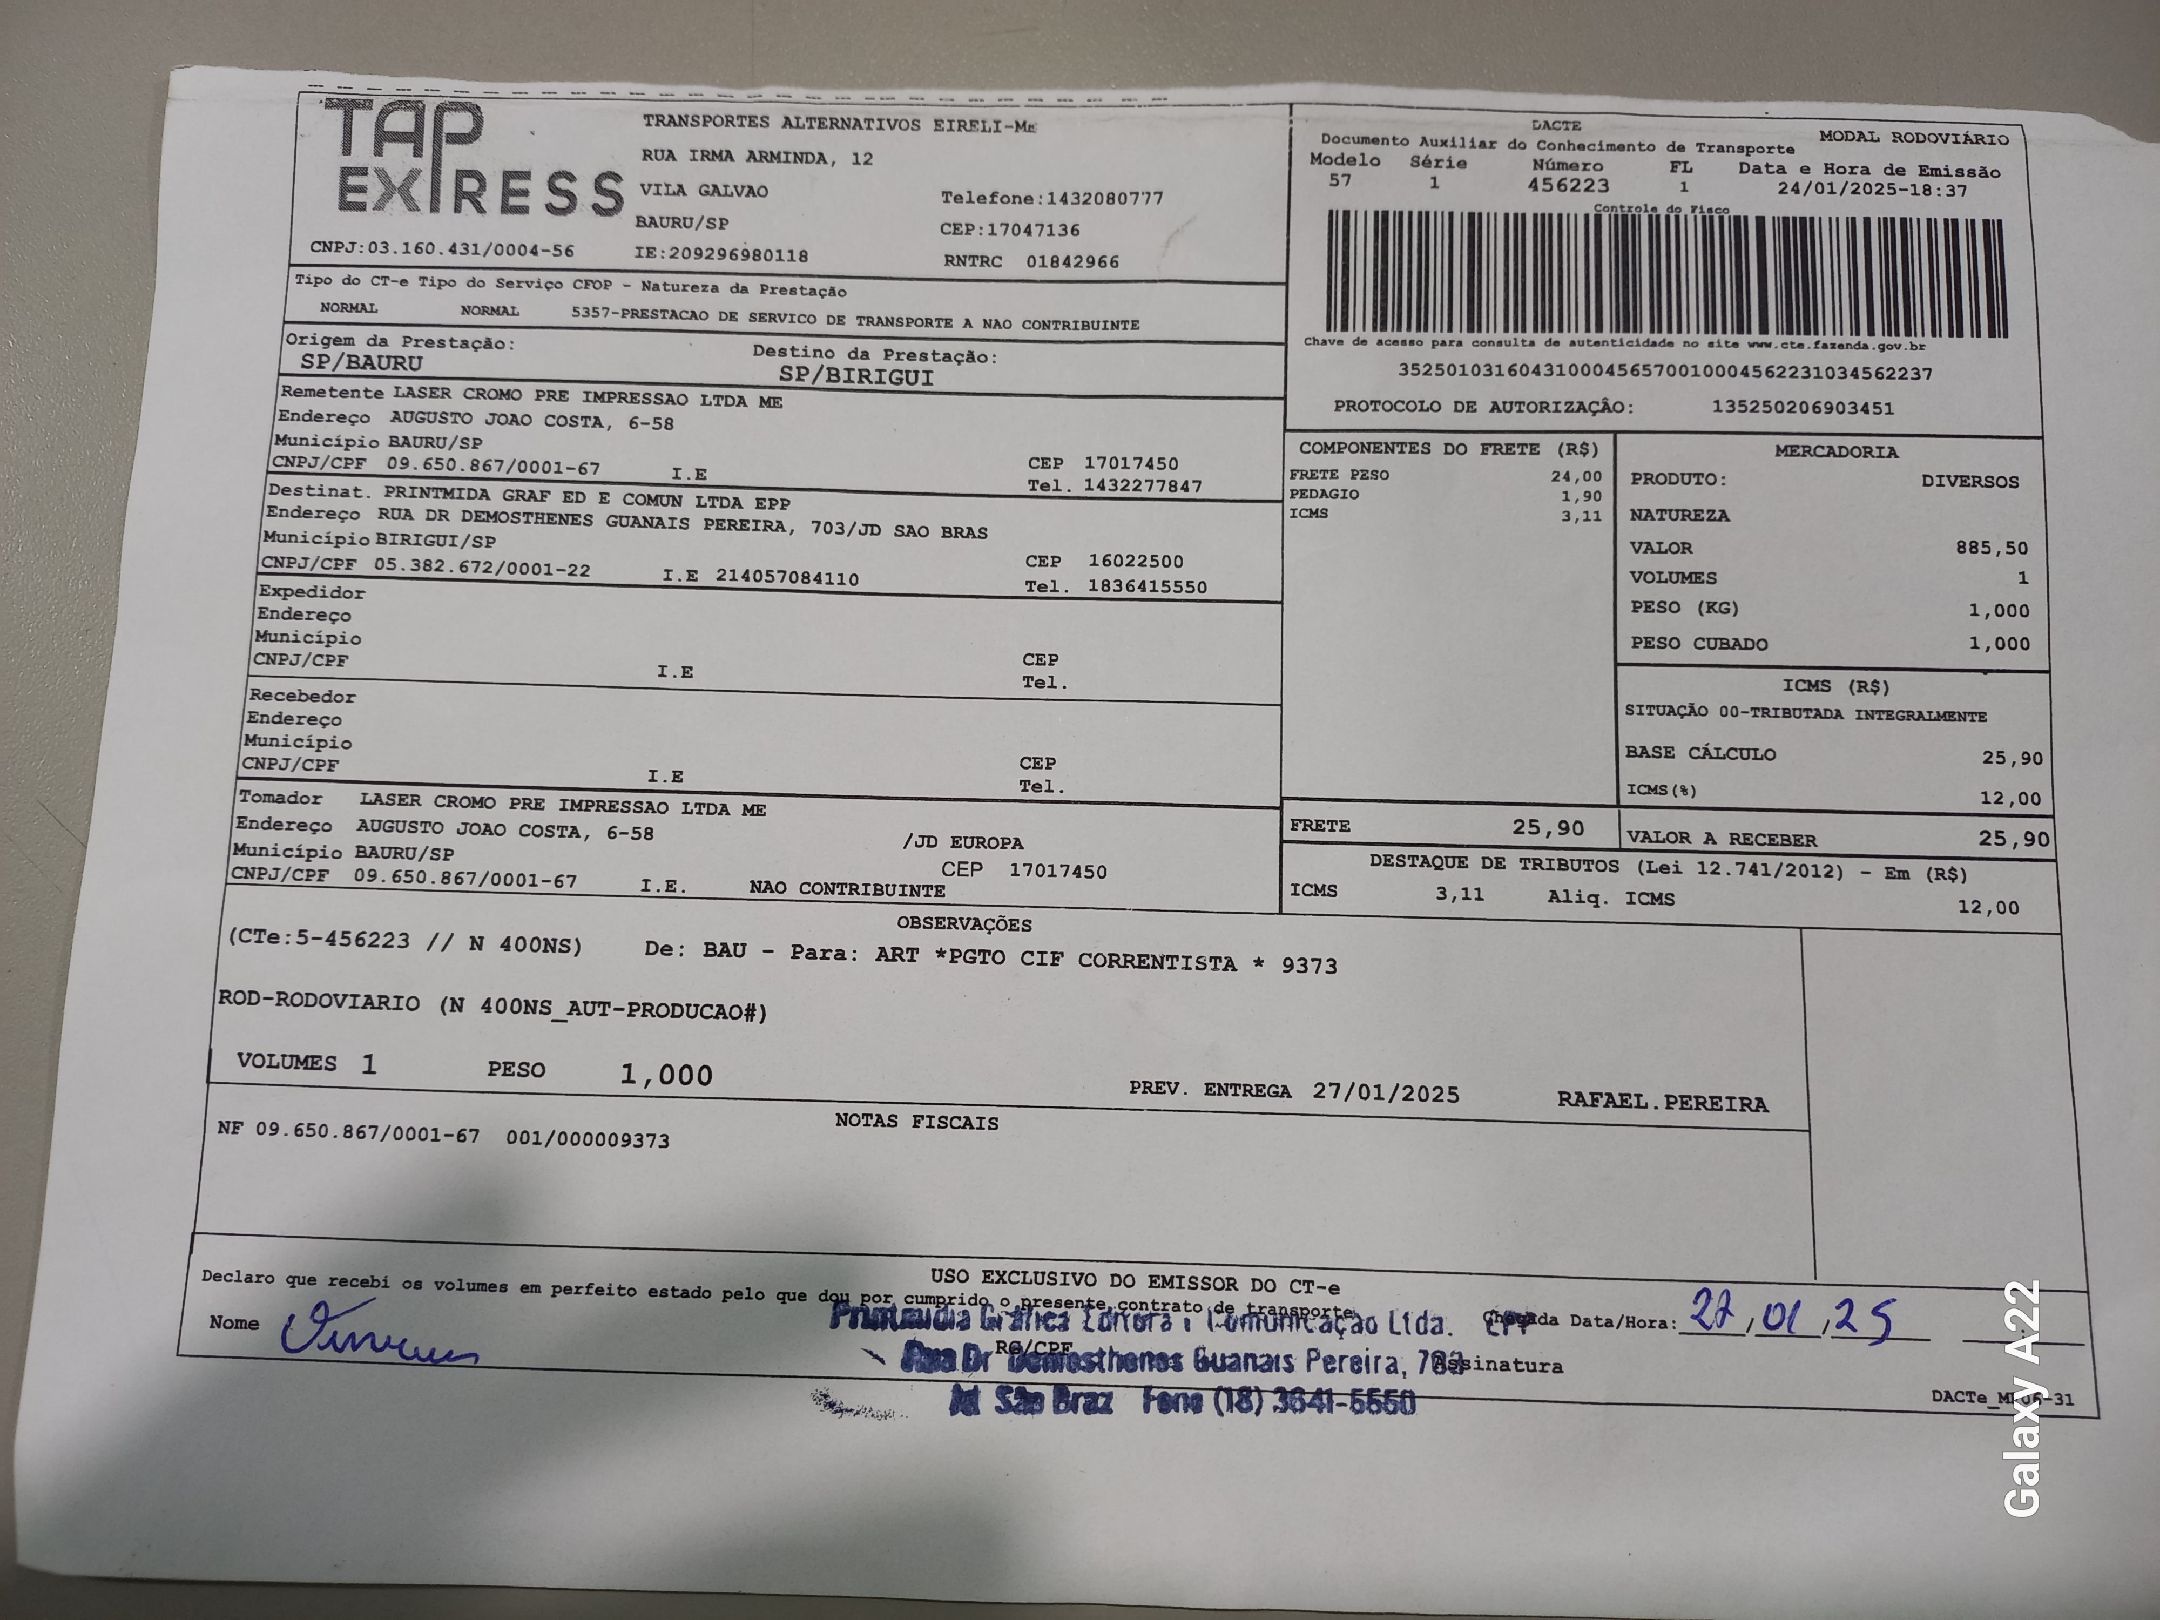 TAP
EXPRESS
TRANSPORTES ALTERNATIVOS EIRELI-Me
RUA IRMA ARMINDA, 12
VILA GALVAO
Telefone:1432080777
BAURU/SP
CEP:17047136
CNPJ:03.160.431/0004-56
IE:209296980118
RNTRC 01842966
DACTE
MODAL RODOVIÁRIO
Documento Auxiliar do Conhecimento de Transporte
Modelo Série Número FL Data e Hora de Emissão
57 1 456223 1 24/01/2025-18:37
Controle do Fisco
Chave de acesso para consulta de autenticidade no site www.cte.fazenda.gov.br
35250103160431000456570010004562231034562237
PROTOCOLO DE AUTORIZAÇÂO: 135250206903451
Tipo do CT-e Tipo do Serviço CFOP - Natureza da Prestação
NORMAL NORMAL 5357-PRESTACAO DE SERVICO DE TRANSPORTE A NAO CONTRIBUINTE
Origem da Prestação: Destino da Prestação:
SP/BAURU SP/BIRIGUI
Remetente LASER CROMO PRE IMPRESSAO LTDA ME
Endereço AUGUSTO JOAO COSTA, 6-58
Município BAURU/SP CEP 17017450
CNPJ/CPF 09.650.867/0001-67 I.E Tel. 1432277847
Destinat. PRINTMIDA GRAF ED E COMUN LTDA EPP
Endereço RUA DR DEMOSTHENES GUANAIS PEREIRA, 703/JD SAO BRAS
Município BIRIGUI/SP CEP 16022500
CNPJ/CPF 05.382.672/0001-22 I.E 214057084110 Tel. 1836415550
Expedidor
Endereço
Município CEP
CNPJ/CPF I.E Tel.
Recebedor
Endereço
Município CEP
CNPJ/CPF I.E Tel.
Tomador LASER CROMO PRE IMPRESSAO LTDA ME
Endereço AUGUSTO JOAO COSTA, 6-58 /JD EUROPA
Município BAURU/SP CEP 17017450
CNPJ/CPF 09.650.867/0001-67 I.E. NAO CONTRIBUINTE
COMPONENTES DO FRETE (R$)
FRETE PESO 24,00
PEDAGIO 1,90
ICMS 3,11
MERCADORIA
PRODUTO: DIVERSOS
NATUREZA
VALOR 885,50
VOLUMES 1
PESO (KG) 1,000
PESO CUBADO 1,000
ICMS (R$)
SITUAÇÃO 00-TRIBUTADA INTEGRALMENTE
BASE CÁLCULO 25,90
ICMS(%) 12,00
FRETE 25,90 VALOR A RECEBER 25,90
DESTAQUE DE TRIBUTOS (Lei 12.741/2012) - Em (R$)
ICMS 3,11 Aliq. ICMS 12,00
OBSERVAÇÕES
(CTe:5-456223 // N 400NS) De: BAU - Para: ART *PGTO CIF CORRENTISTA * 9373
ROD-RODOVIARIO (N 400NS_AUT-PRODUCAO#)
VOLUMES 1 PESO 1,000 PREV. ENTREGA 27/01/2025 RAFAEL.PEREIRA
NOTAS FISCAIS
NF 09.650.867/0001-67 001/000009373
USO EXCLUSIVO DO EMISSOR DO CT-e
Declaro que recebi os volumes em perfeito estado pelo que dou por cumprido o presente contrato de transporte.
Nome RG/CPF Chegada Data/Hora: 27,01,25
Assinatura
Gráfica Editora e Comunicação Ltda. EPP
Rua Dr Demosthenes Guanais Pereira, 703
Jd São Braz Fone (18) 3641-5550
Galaxy A22